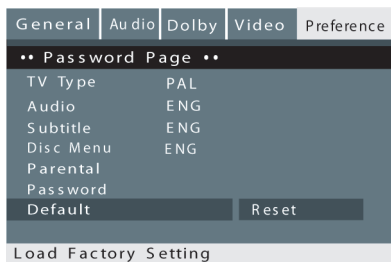 General Audio Dolby Video Preference
•• Password Page ••
TV Type PAL
Audio ENG
Subtitle ENG
Disc Menu ENG
Parental
Password
Default Reset
Load Factory Setting